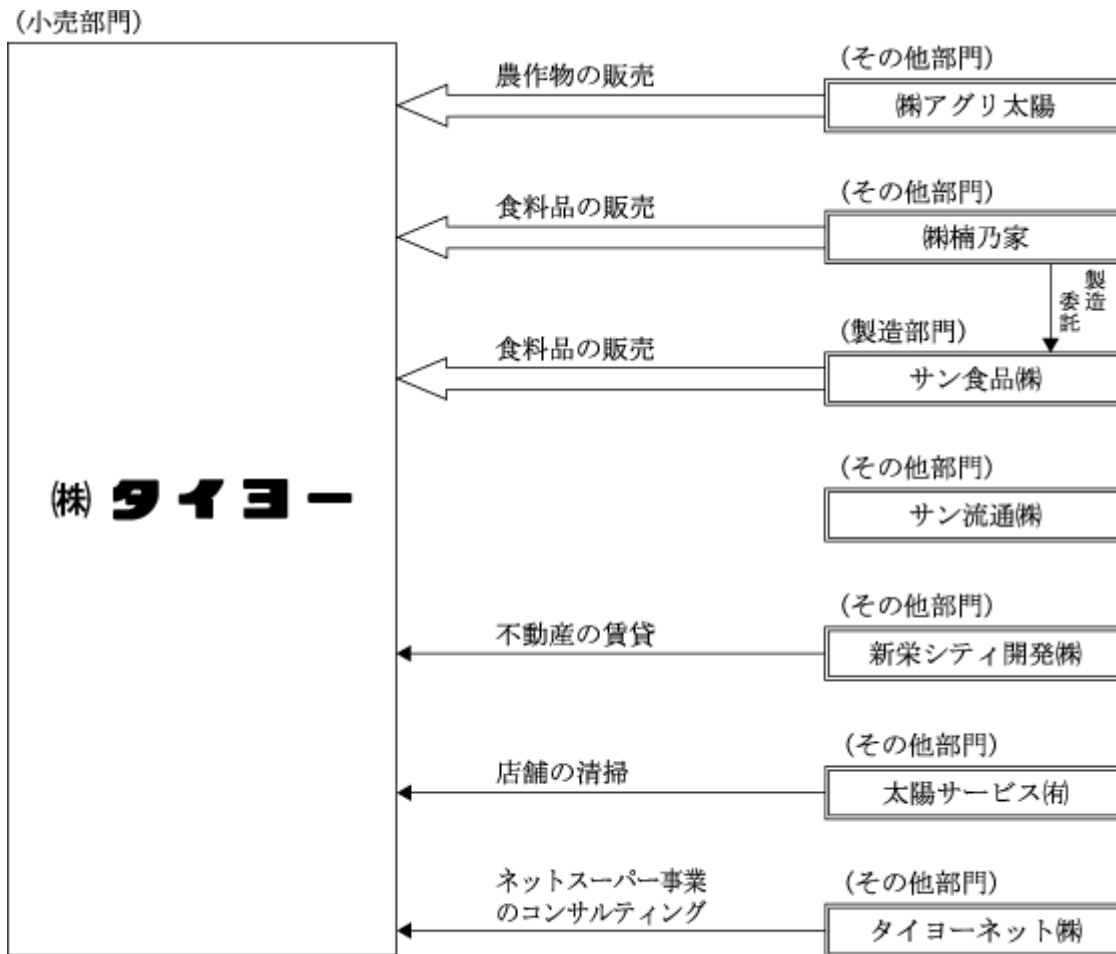 (小売部門)
農作物の販売
(その他部門)
㈱アグリ太陽
食料品の販売
(その他部門)
㈱楠乃家
製造
委託
食料品の販売
(製造部門)
サン食品㈱
㈱タイヨー
(その他部門)
サン流通㈱
不動産の賃貸
(その他部門)
新栄シティ開発㈱
店舗の清掃
(その他部門)
太陽サービス㈲
ネットスーパー事業
のコンサルティング
(その他部門)
タイヨーネット㈱